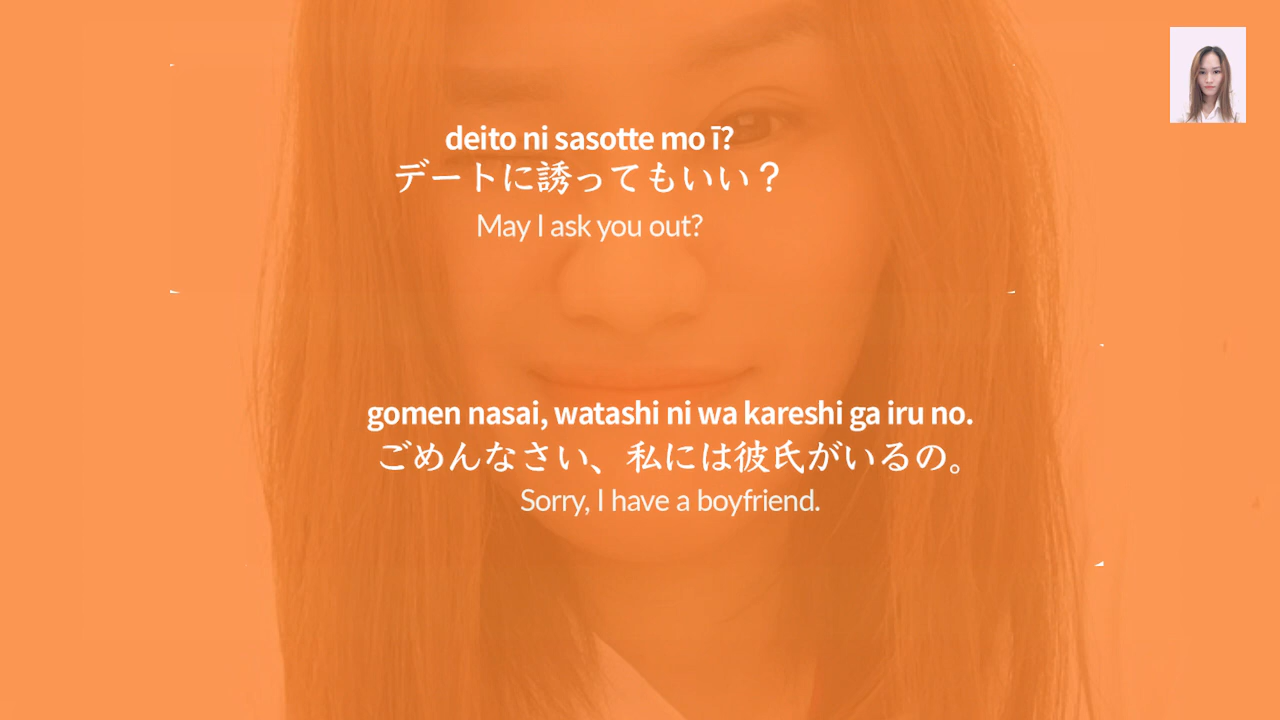 deito ni sasotte mo ī?
デートに誘ってもいい？
May I ask you out?
gomen nasai, watashi ni wa kareshi ga iru no.
ごめんなさい、私には彼氏がいるの。
Sorry, I have a boyfriend.